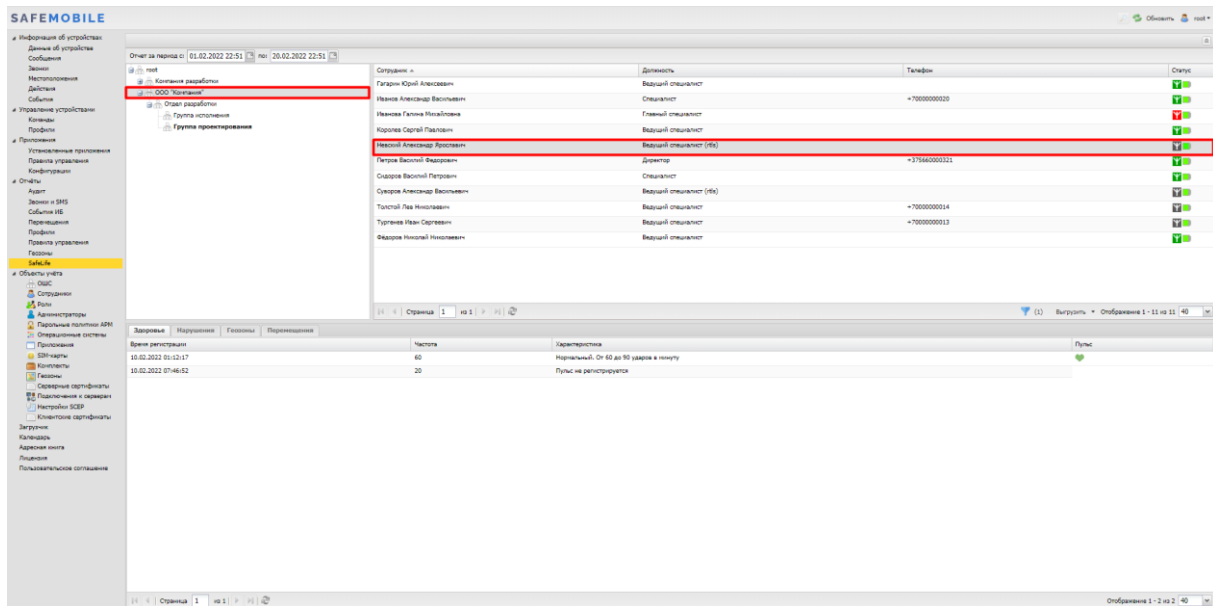 SAFEMOBILE
Обновить root
Информация об устройствах
Данные об устройстве
Сообщения
Звонки
Местоположения
Действия
События
Управление устройствами
Команды
Профили
Приложения
Установленные приложения
Правила управления
Конфигурации
Отчёты
Аудит
Звонки и SMS
События ИБ
Перемещения
Профили
Правила управления
Геозоны
SafeLife
Объекты учёта
ОШС
Сотрудники
Роли
Администраторы
Парольные политики АРМ
Операционные системы
Приложения
SIM-карты
Комплекты
Геозоны
Серверные сертификаты
Подключения к серверам
Настройки SCEP
Клиентские сертификаты
Загрузчик
Календарь
Адресная книга
Лицензия
Пользовательское соглашение
Отчет за период с: 01.02.2022 22:51 по: 20.02.2022 22:51
root
Компания разработки
ООО "Компания"
Отдел разработки
Группа исполнения
Группа проектирования
Сотрудник Должность Телефон Статус
Гагарин Юрий Алексеевич Ведущий специалист
Иванов Александр Васильевич Специалист +70000000020
Иванова Галина Михайловна Главный специалист
Королев Сергей Павлович Ведущий специалист
Невский Александр Ярославич Ведущий специалист (rtls)
Петров Василий Федорович Директор +375660000321
Сидоров Василий Петрович Специалист
Суворов Александр Васильевич Ведущий специалист (rtls)
Толстой Лев Николаевич Ведущий специалист +70000000014
Тургенев Иван Сергеевич Ведущий специалист +70000000013
Фёдоров Николай Николаевич Ведущий специалист
Страница 1 из 1 (1) Выгрузить Отображение 1 - 11 из 11 40
Здоровье Нарушения Геозоны Перемещения
Время регистрации Частота Характеристика Пульс
10.02.2022 01:12:17 60 Нормальный. От 60 до 90 ударов в минуту
10.02.2022 07:46:52 20 Пульс не регистрируется
Страница 1 из 1 Отображение 1 - 2 из 2 40